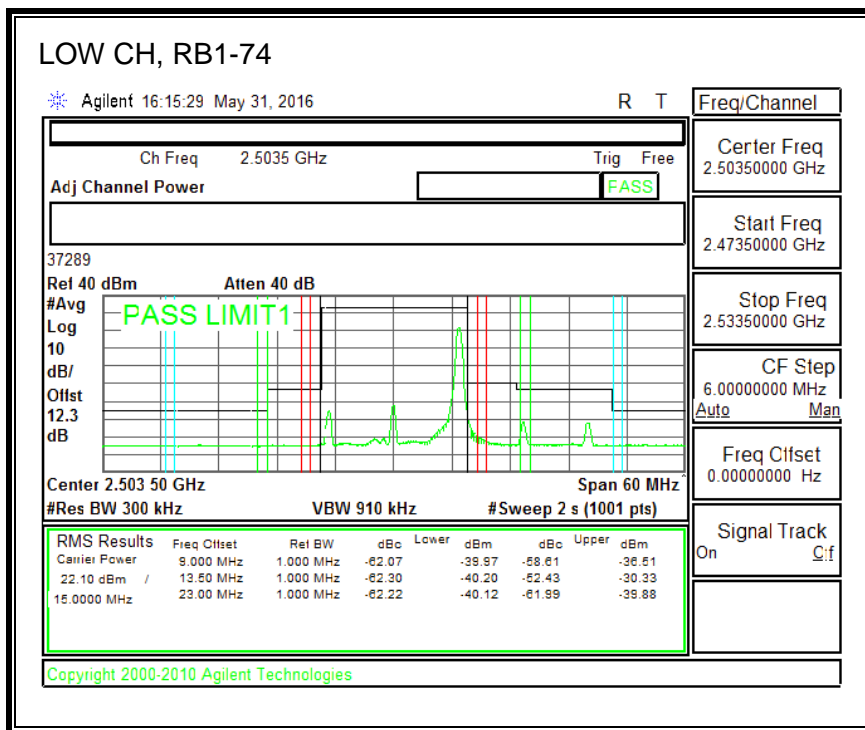 LOW CH, RB1-74
Agilent 16:15:29 May 31, 2016 R T
Freq/Channel
Ch Freq 2.5035 GHz Trig Free
Adj Channel Power PASS
Center Freq
2.50350000 GHz
Start Freq
2.47350000 GHz
Stop Freq
2.53350000 GHz
CF Step
6.00000000 MHz
Auto Man
Freq Offset
0.00000000 Hz
Signal Track
On Off
37289
Ref 40 dBm Atten 40 dB
#Avg
Log
10
dB/
Offst
12.3
dB
PASS LIMIT1
Center 2.503 50 GHz Span 60 MHz
#Res BW 300 kHz VBW 910 kHz #Sweep 2 s (1001 pts)
RMS Results Freq Offset Ref BW dBc Lower dBm dBc Upper dBm
Carrier Power 9.000 MHz 1.000 MHz -62.07 -39.97 -58.61 -36.51
22.10 dBm / 13.50 MHz 1.000 MHz -62.30 -40.20 -52.43 -30.33
15.0000 MHz 23.00 MHz 1.000 MHz -62.22 -40.12 -61.99 -39.88
Copyright 2000-2010 Agilent Technologies